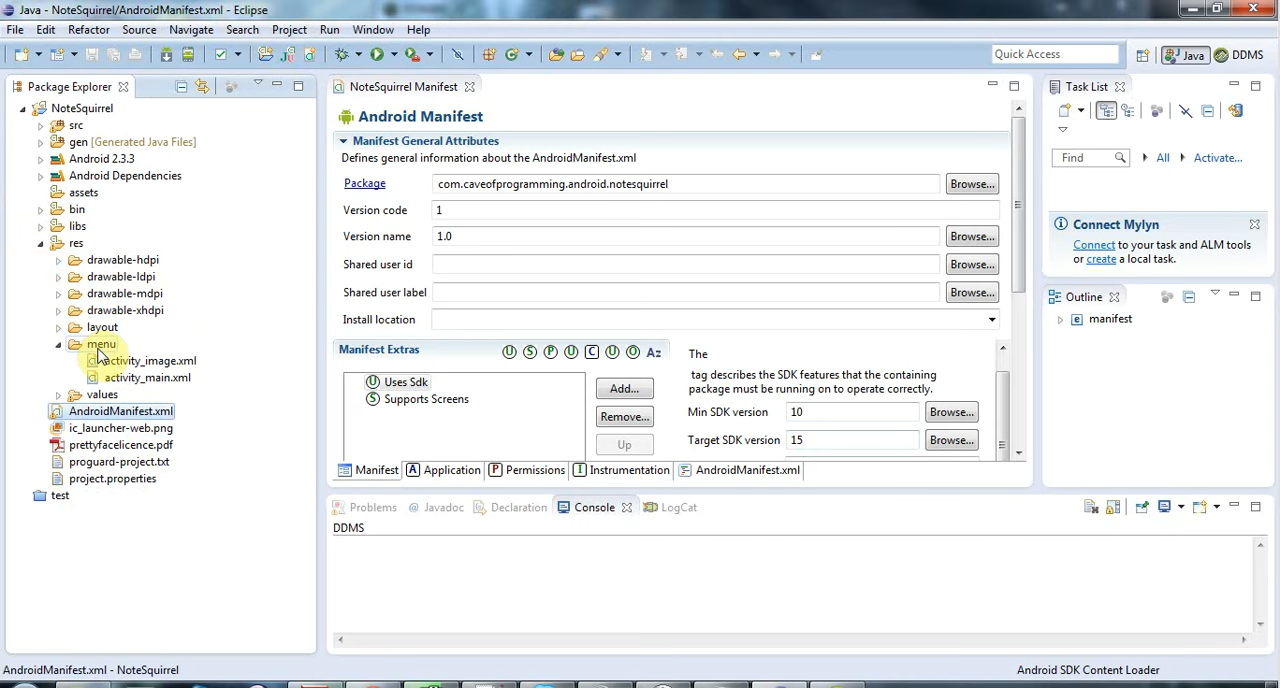 Java - NoteSquirrel/AndroidManifest.xml - Eclipse
File Edit Refactor Source Navigate Search Project Run Window Help
Quick Access Java DDMS
Package Explorer
NoteSquirrel
src
gen [Generated Java Files]
Android 2.3.3
Android Dependencies
assets
bin
libs
res
drawable-hdpi
drawable-ldpi
drawable-mdpi
drawable-xhdpi
layout
menu
activity_image.xml
activity_main.xml
values
AndroidManifest.xml
ic_launcher-web.png
prettyfacelicence.pdf
proguard-project.txt
project.properties
test
NoteSquirrel Manifest
Android Manifest
Manifest General Attributes
Defines general information about the AndroidManifest.xml
Package com.caveofprogramming.android.notesquirrel Browse...
Version code 1
Version name 1.0 Browse...
Shared user id Browse...
Shared user label Browse...
Install location
Manifest Extras U S P U C U O Az
U Uses Sdk
S Supports Screens
Add...
Remove...
Up
The
tag describes the SDK features that the containing
package must be running on to operate correctly.
Min SDK version 10 Browse...
Target SDK version 15 Browse...
Manifest A Application P Permissions I Instrumentation AndroidManifest.xml
Problems @ Javadoc Declaration Console LogCat
DDMS
Task List
Find All Activate...
Connect Mylyn
Connect to your task and ALM tools
or create a local task.
Outline
e manifest
AndroidManifest.xml - NoteSquirrel
Android SDK Content Loader